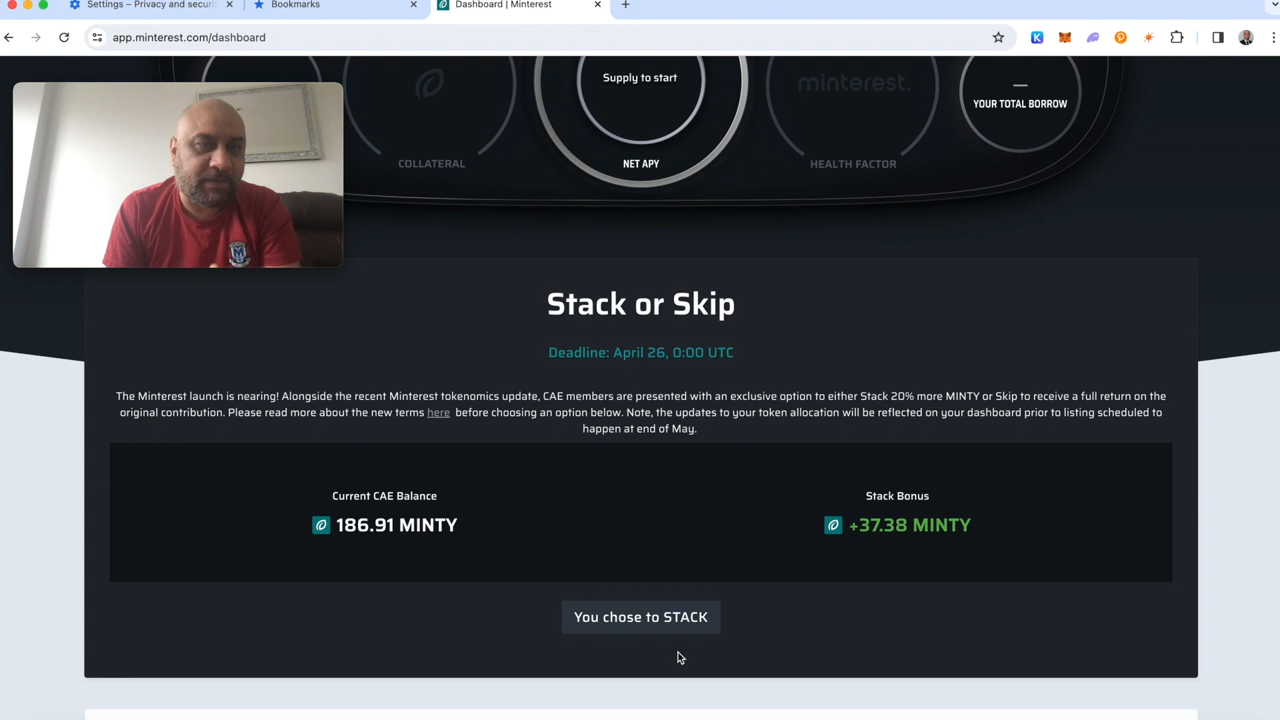 Settings – Privacy and securi
Bookmarks
Dashboard | Minterest
app.minterest.com/dashboard
Supply to start
minterest.
YOUR TOTAL BORROW
COLLATERAL
NET APY
HEALTH FACTOR
Stack or Skip
Deadline: April 26, 0:00 UTC
The Minterest launch is nearing! Alongside the recent Minterest tokenomics update, CAE members are presented with an exclusive option to either Stack 20% more MINTY or Skip to receive a full return on the
original contribution. Please read more about the new terms here before choosing an option below. Note, the updates to your token allocation will be reflected on your dashboard prior to listing scheduled to
happen at end of May.
Current CAE Balance
Stack Bonus
186.91 MINTY
+37.38 MINTY
You chose to STACK